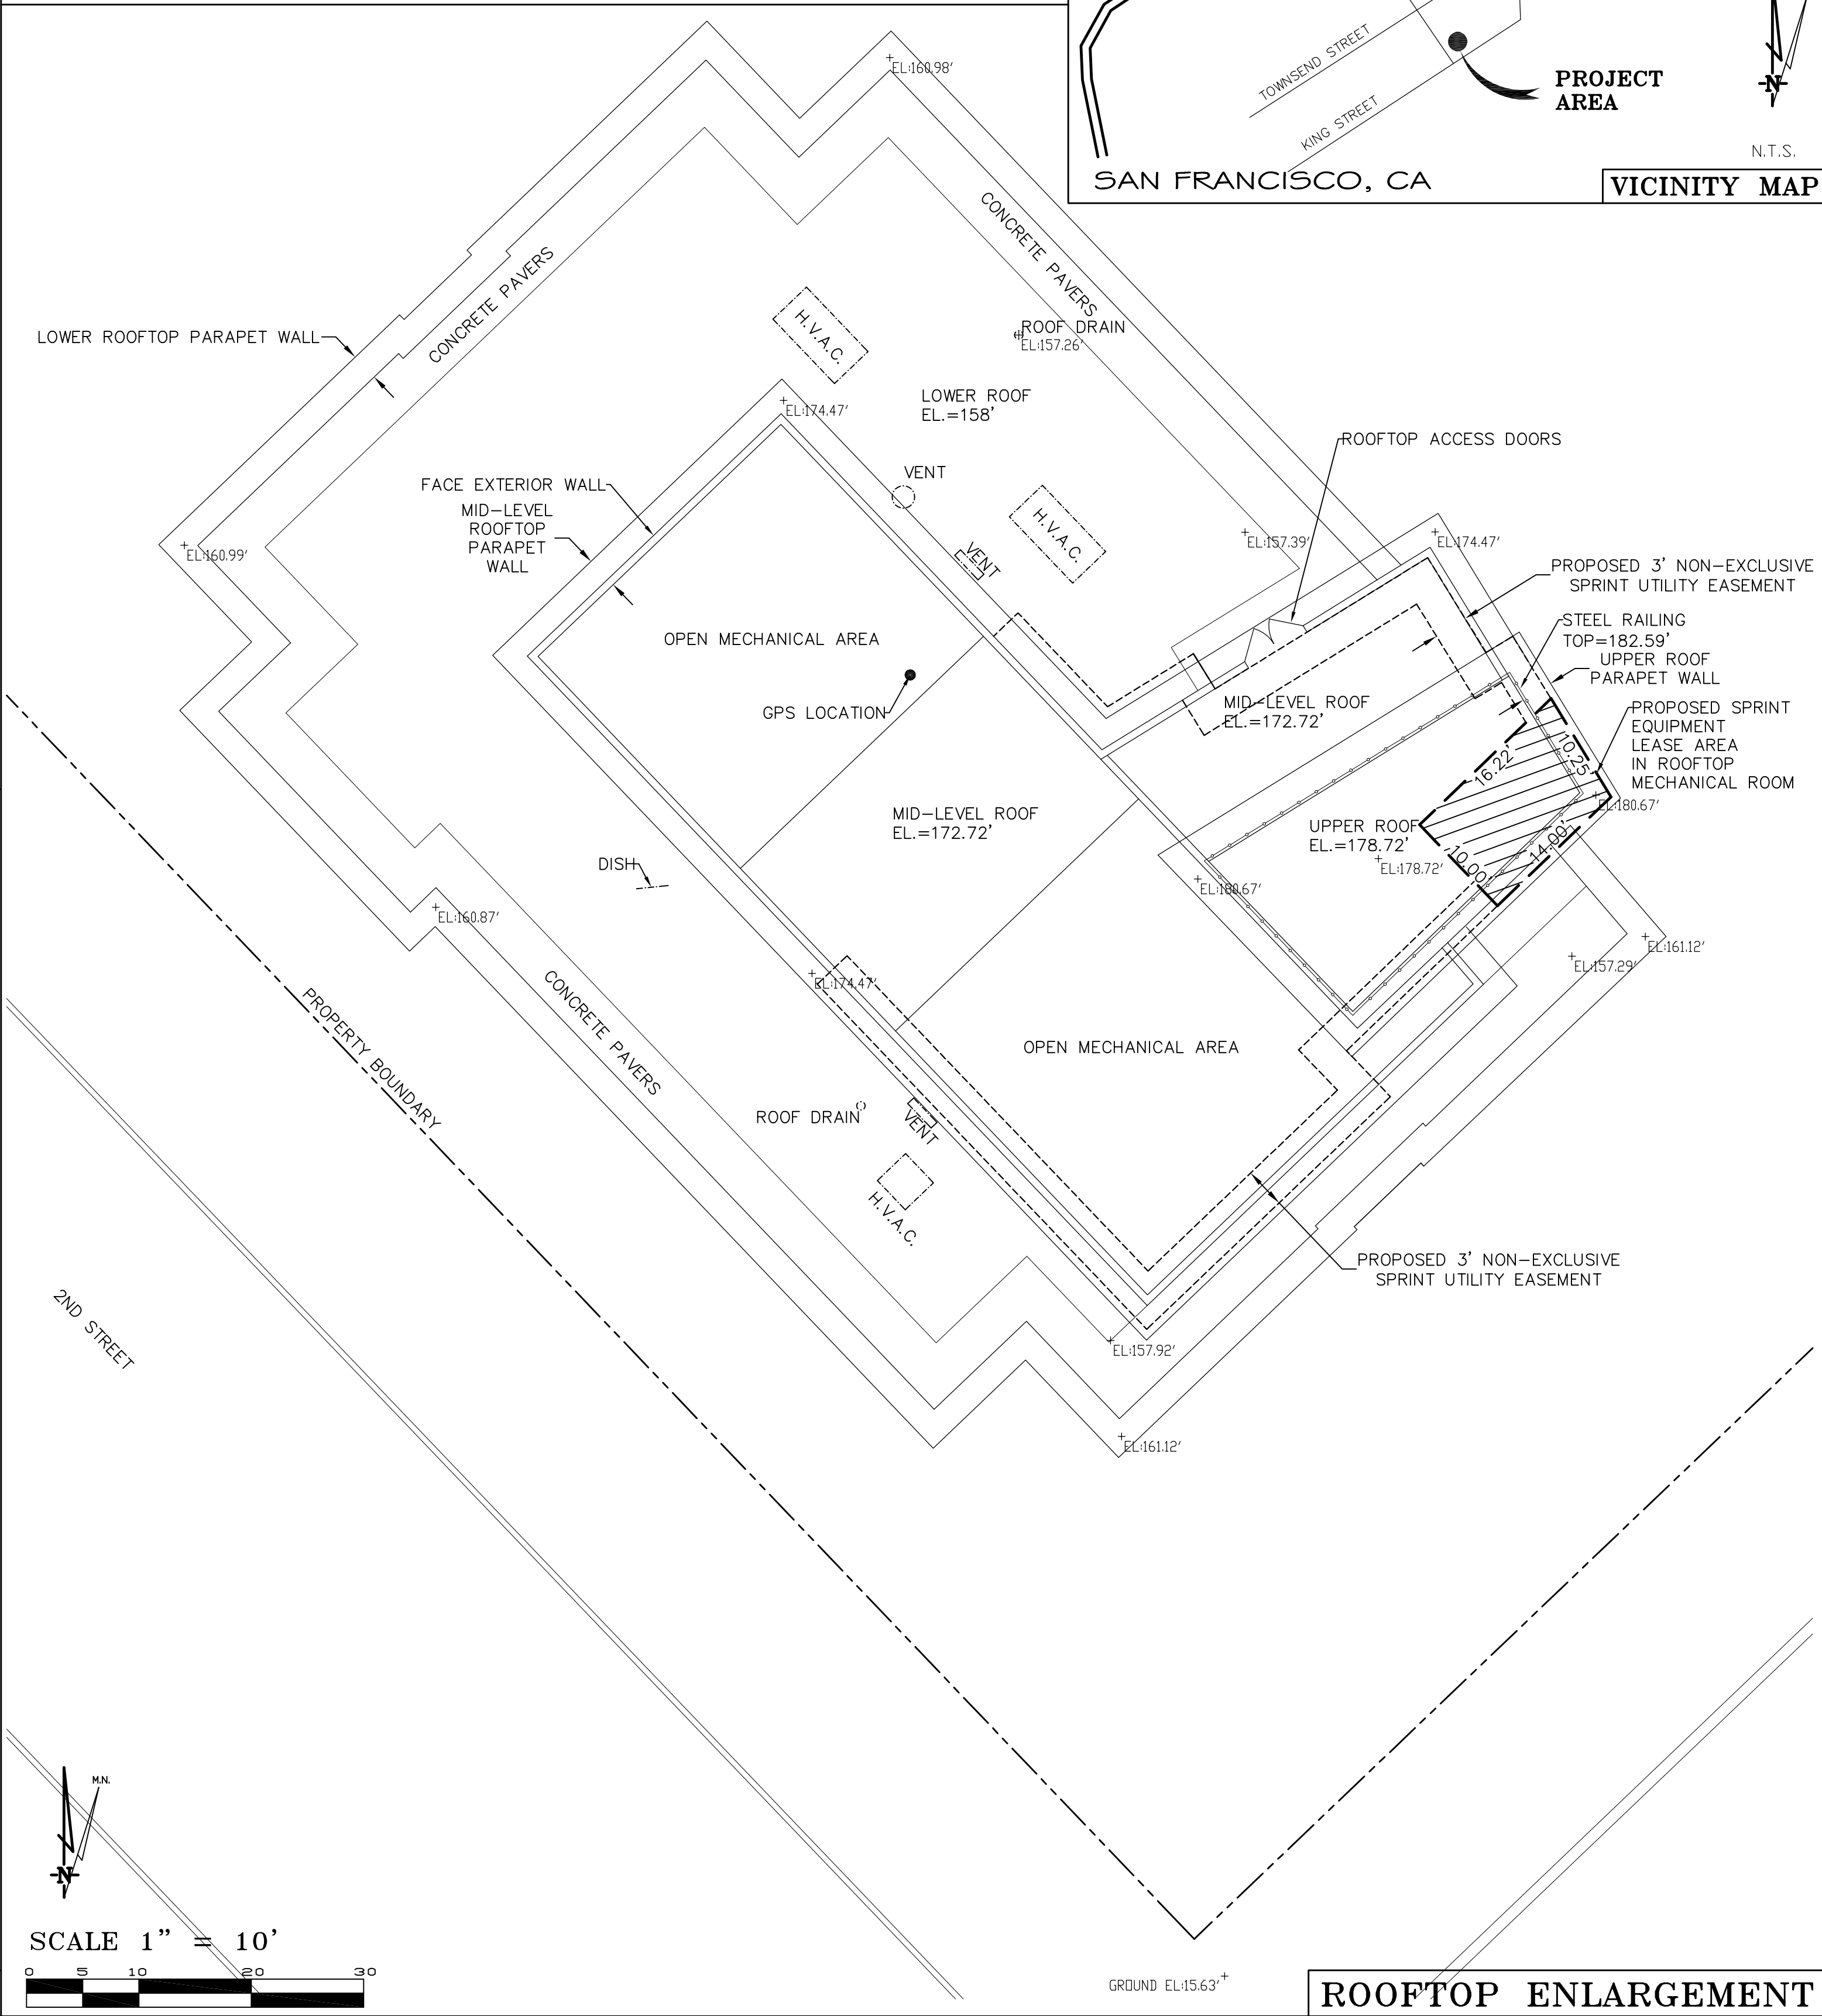 TOWNSEND STREET
KING STREET
PROJECT
AREA
N
N.T.S.
SAN FRANCISCO, CA
VICINITY MAP
EL:160.98'
CONCRETE PAVERS
CONCRETE PAVERS
LOWER ROOFTOP PARAPET WALL
H.V.A.C.
ROOF DRAIN
EL:157.26'
LOWER ROOF
EL.=158'
EL:174.47'
ROOFTOP ACCESS DOORS
FACE EXTERIOR WALL
VENT
MID-LEVEL
ROOFTOP
PARAPET
WALL
H.V.A.C.
VENT
EL:160.99'
EL:157.39'
EL:174.47'
PROPOSED 3' NON-EXCLUSIVE
SPRINT UTILITY EASEMENT
STEEL RAILING
TOP=182.59'
UPPER ROOF
PARAPET WALL
OPEN MECHANICAL AREA
GPS LOCATION
MID-LEVEL ROOF
EL.=172.72'
PROPOSED SPRINT
EQUIPMENT
LEASE AREA
IN ROOFTOP
MECHANICAL ROOM
16.22'
10.25'
EL:180.67'
MID-LEVEL ROOF
EL.=172.72'
UPPER ROOF
EL.=178.72'
EL:178.72'
10.00'
14.00'
DISH
EL:180.67'
EL:160.87'
EL:161.12'
EL:157.29'
EL:174.47'
CONCRETE PAVERS
PROPERTY BOUNDARY
OPEN MECHANICAL AREA
ROOF DRAIN
VENT
H.V.A.C.
PROPOSED 3' NON-EXCLUSIVE
SPRINT UTILITY EASEMENT
2ND STREET
EL:157.92'
EL:161.12'
M.N.
N
SCALE 1" = 10'
0 5 10 20 30
GROUND EL:15.63'
ROOFTOP ENLARGEMENT